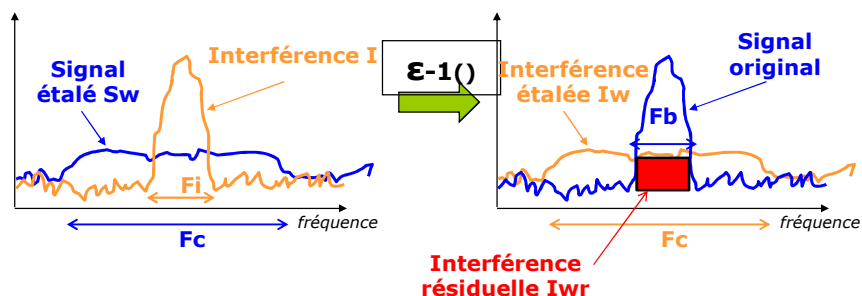 Signal
étalé Sw
Interférence I
Fi
Fc
fréquence
ε-1()
Interférence
étalée Iw
Signal
original
Fb
Fc
fréquence
Interférence
résiduelle Iwr